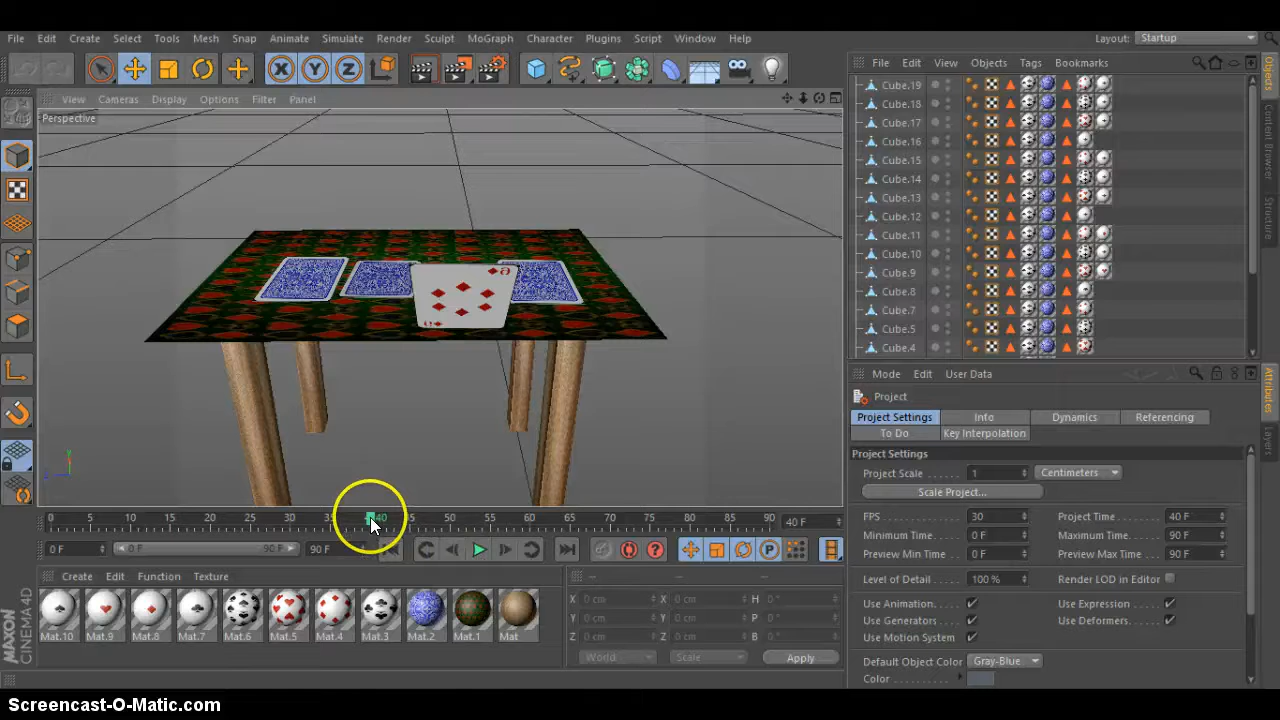 File Edit Create Select Tools Mesh Snap Animate Simulate Render Sculpt MoGraph Character Plugins Script Window Help
Layout: Startup
File Edit View Objects Tags Bookmarks
View Cameras Display Options Filter Panel
Perspective
Cube.19
Cube.18
Cube.17
Cube.16
Cube.15
Cube.14
Cube.13
Cube.12
Cube.11
Cube.10
Cube.9
Cube.8
Cube.7
Cube.5
Cube.4
Objects
Content Browser
Structure
Mode Edit User Data
Project
Project Settings Info Dynamics Referencing
To Do Key Interpolation
Project Settings
Project Scale 1 Centimeters
Scale Project...
FPS 30 Project Time 40 F
Minimum Time 0 F Maximum Time 90 F
Preview Min Time 0 F Preview Max Time 90 F
Level of Detail 100 % Render LOD in Editor
Use Animation. Use Expression
Use Generators Use Deformers.
Use Motion System
Default Object Color Gray-Blue
Color
Attributes
Layers
0 5 10 15 20 25 30 40 50 55 60 65 70 75 80 85 90 40 F
0 F 0 F 90 F 90 F
Create Edit Function Texture
Mat.10 Mat.9 Mat.8 Mat.7 Mat.6 Mat.5 Mat.4 Mat.3 Mat.2 Mat.1 Mat
X 0 cm X 0 cm H 0 °
Y 0 cm Y 0 cm P 0 °
Z 0 cm Z 0 cm B 0 °
World Scale Apply
MAXON
CINEMA 4D
Screencast-O-Matic.com